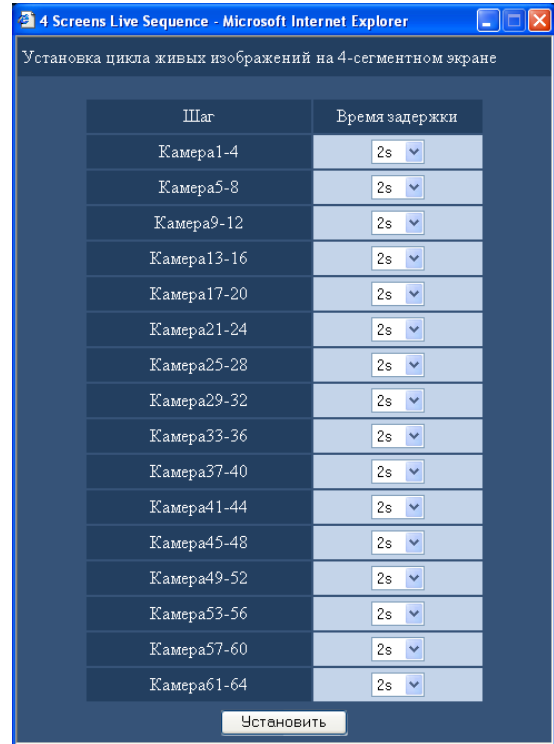 4 Screens Live Sequence - Microsoft Internet Explorer
Установка цикла живых изображений на 4-сегментном экране
Шаг Время задержки
Камера1-4 2s
Камера5-8 2s
Камера9-12 2s
Камера13-16 2s
Камера17-20 2s
Камера21-24 2s
Камера25-28 2s
Камера29-32 2s
Камера33-36 2s
Камера37-40 2s
Камера41-44 2s
Камера45-48 2s
Камера49-52 2s
Камера53-56 2s
Камера57-60 2s
Камера61-64 2s
Установить